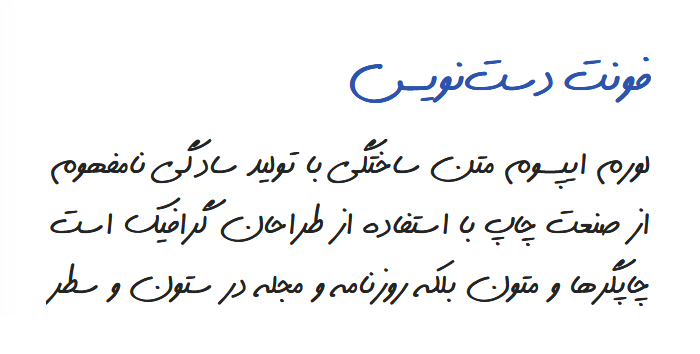 فونت دست‌نویس
لورم ایپسوم متن ساختگی با تولید سادگی نامفهوم
از صنعت چاپ با استفاده از طراحان گرافیک است
چاپگرها و متون بلکه روزنامه و مجله در ستون و سطر